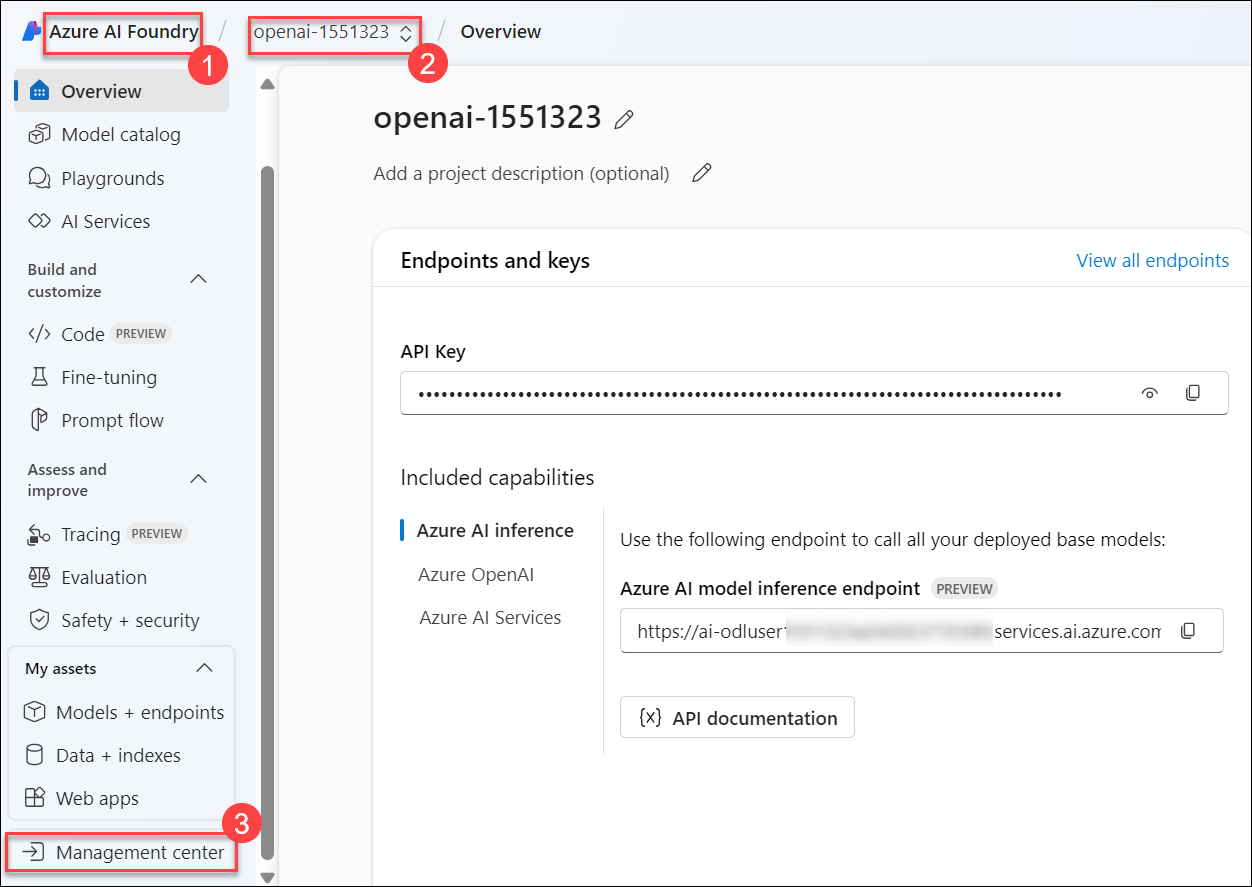 Azure AI Foundry / openai-1551323 / Overview
1
2
Overview
Model catalog
Playgrounds
AI Services
Build and
customize
Code PREVIEW
Fine-tuning
Prompt flow
Assess and
improve
Tracing PREVIEW
Evaluation
Safety + security
My assets
Models + endpoints
Data + indexes
Web apps
3
Management center
openai-1551323
Add a project description (optional)
Endpoints and keys
View all endpoints
API Key
Included capabilities
Azure AI inference
Azure OpenAI
Azure AI Services
Use the following endpoint to call all your deployed base models:
Azure AI model inference endpoint PREVIEW
https://ai-odluser services.ai.azure.com
{x} API documentation